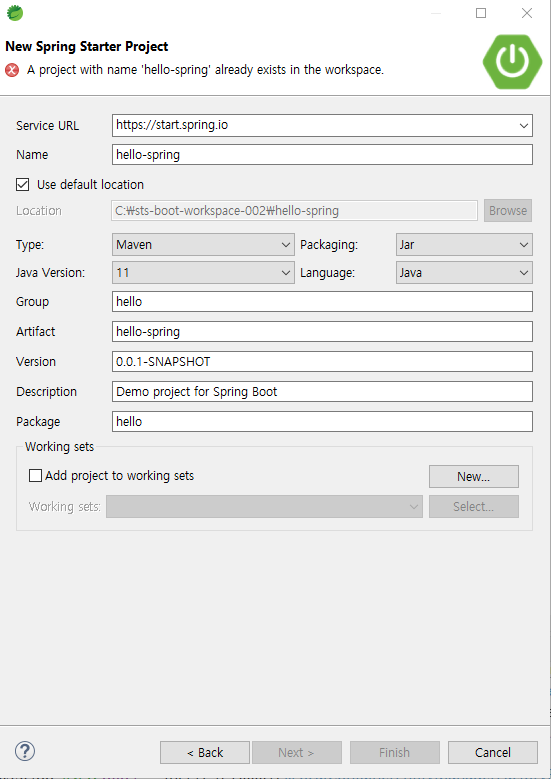 New Spring Starter Project
A project with name 'hello-spring' already exists in the workspace.
Service URL https://start.spring.io
Name hello-spring
Use default location
Location C:₩sts-boot-workspace-002₩hello-spring Browse
Type: Maven Packaging: Jar
Java Version: 11 Language: Java
Group hello
Artifact hello-spring
Version 0.0.1-SNAPSHOT
Description Demo project for Spring Boot
Package hello
Working sets
Add project to working sets New...
Working sets: Select...
? < Back Next > Finish Cancel